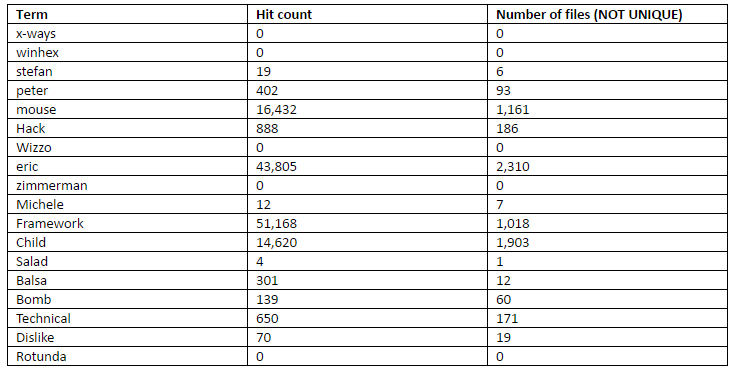 Term Hit count Number of files (NOT UNIQUE)
x-ways 0 0
winhex 0 0
stefan 19 6
peter 402 93
mouse 16,432 1,161
Hack 888 186
Wizzo 0 0
eric 43,805 2,310
zimmerman 0 0
Michele 12 7
Framework 51,168 1,018
Child 14,620 1,903
Salad 4 1
Balsa 301 12
Bomb 139 60
Technical 650 171
Dislike 70 19
Rotunda 0 0